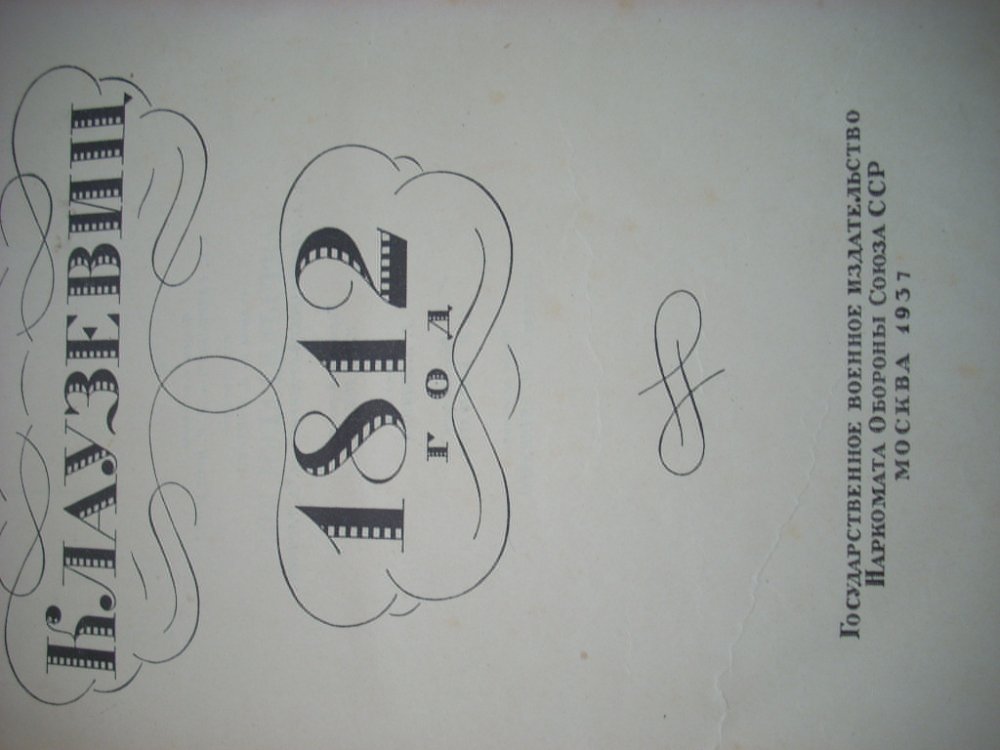 КЛАУЗЕВИЦ
1812
ГОД
ГОСУДАРСТВЕННОЕ ВОЕННОЕ ИЗДАТЕЛЬСТВО
НАРКОМАТА ОБОРОНЫ СОЮЗА ССР
МОСКВА 1937